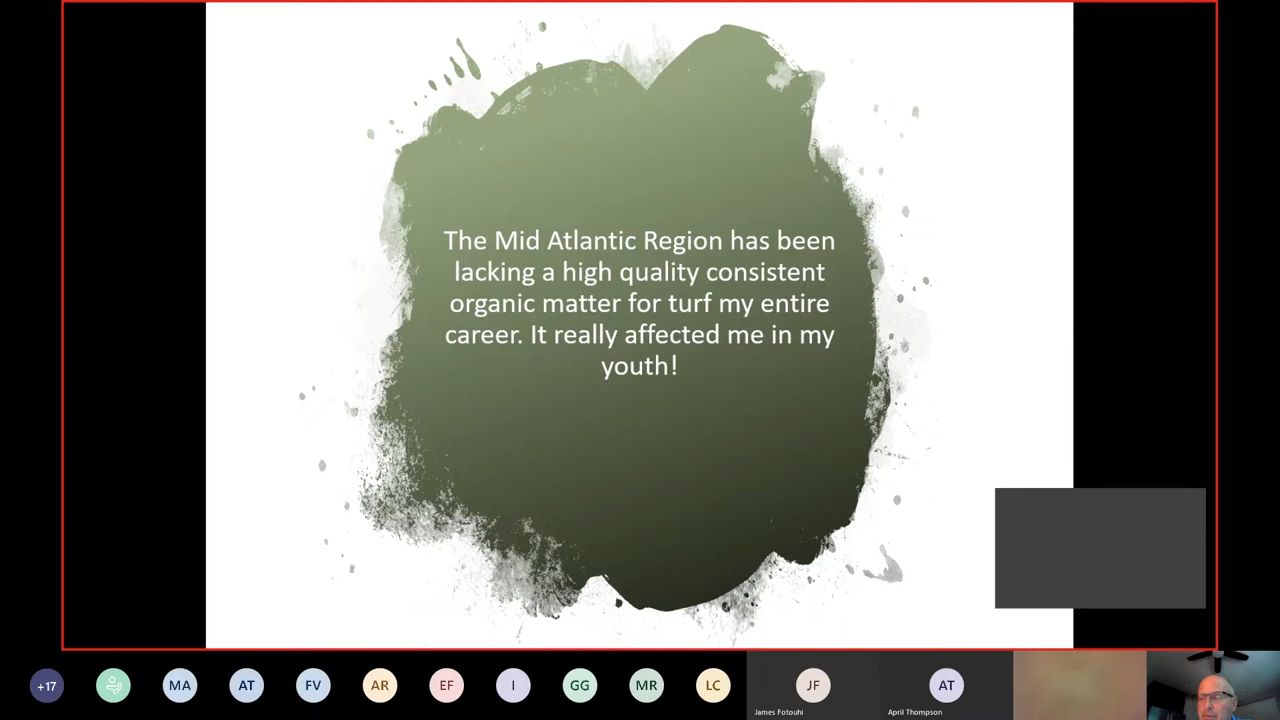 The Mid Atlantic Region has been
lacking a high quality consistent
organic matter for turf my entire
career. It really affected me in my
youth!
+17
MA
AT
FV
AR
EF
I
GG
MR
LC
JF
James Fotouhi
AT
April Thompson